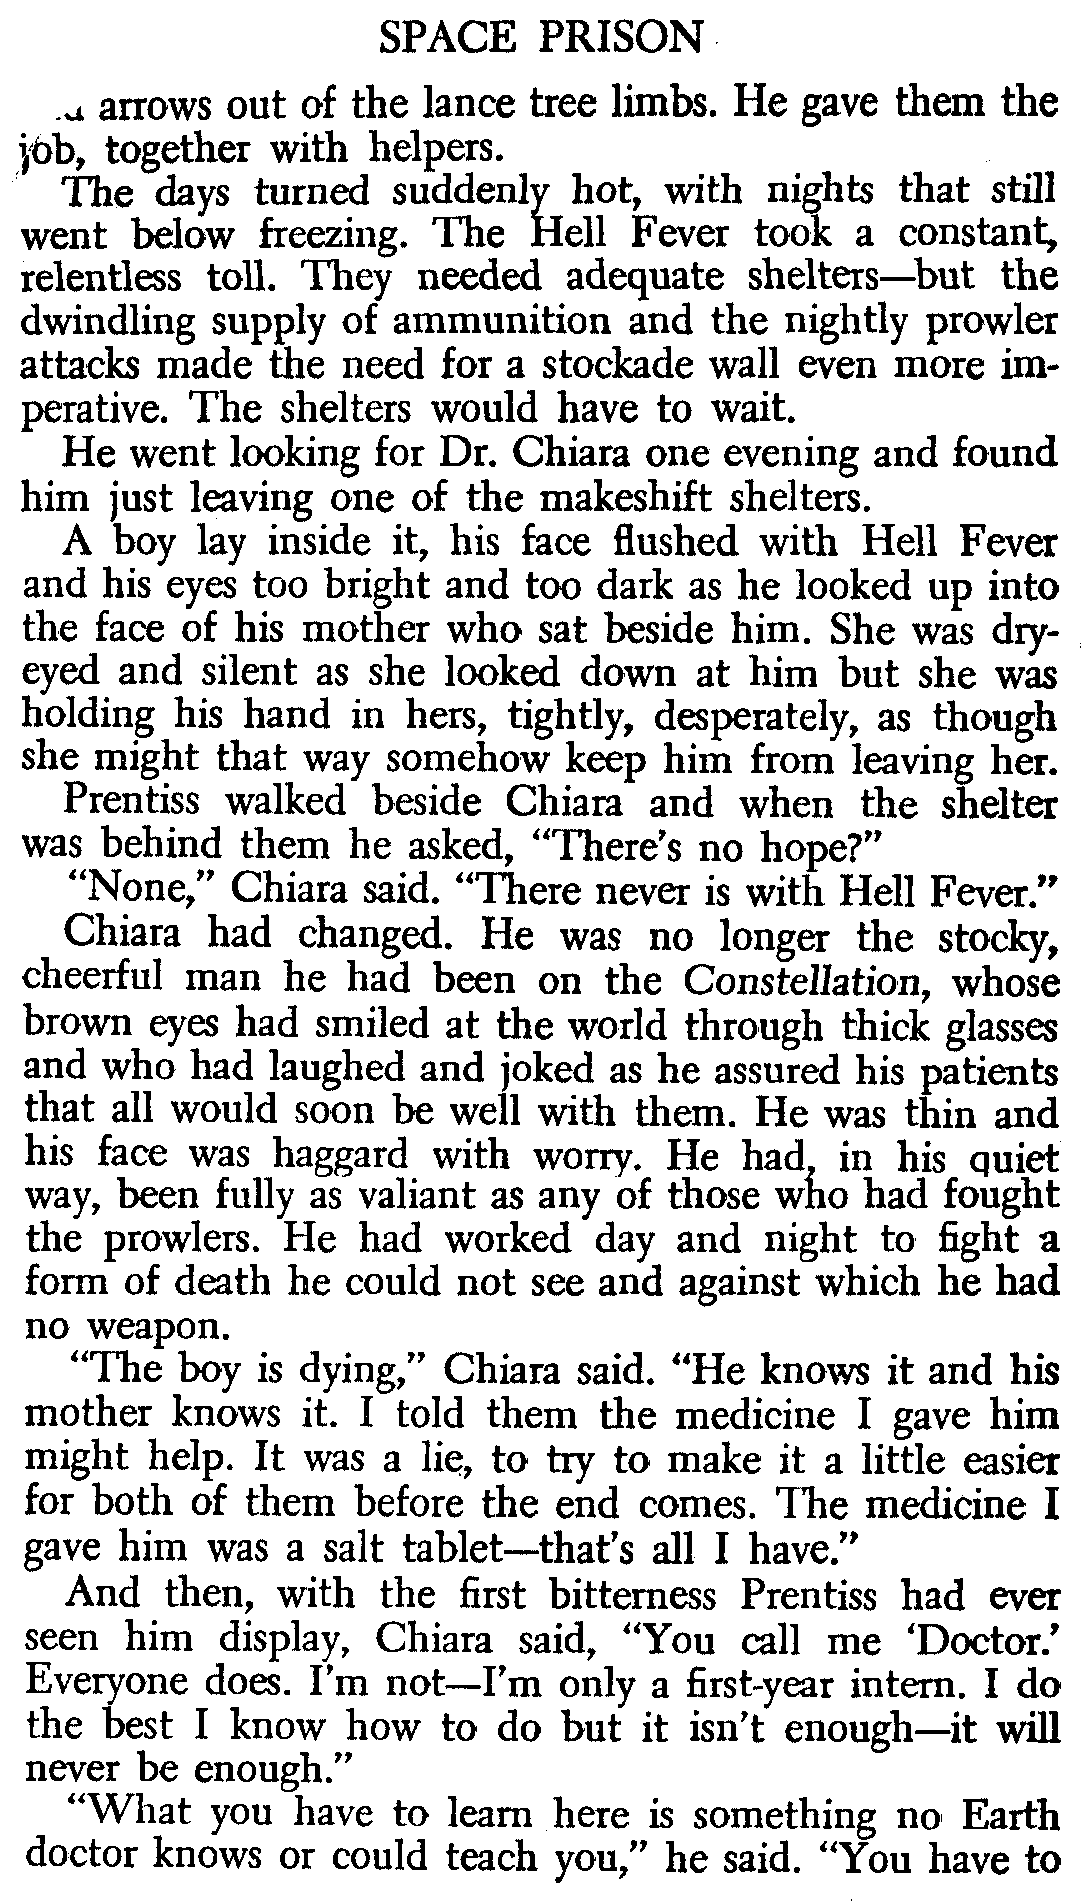 SPACE PRISON
arrows out of the lance tree limbs. He gave them the
job, together with helpers.
The days turned suddenly hot, with nights that still
went below freezing. The Hell Fever took a constant,
relentless toll. They needed adequate shelters—but the
dwindling supply of ammunition and the nightly prowler
attacks made the need for a stockade wall even more im-
perative. The shelters would have to wait.
He went looking for Dr. Chiara one evening and found
him just leaving one of the makeshift shelters.
A boy lay inside it, his face flushed with Hell Fever
and his eyes too bright and too dark as he looked up into
the face of his mother who sat beside him. She was dry-
eyed and silent as she looked down at him but she was
holding his hand in hers, tightly, desperately, as though
she might that way somehow keep him from leaving her.
Prentiss walked beside Chiara and when the shelter
was behind them he asked, “There’s no hope?”
“None,” Chiara said. “There never is with Hell Fever.”
Chiara had changed. He was no longer the stocky,
cheerful man he had been on the Constellation, whose
brown eyes had smiled at the world through thick glasses
and who had laughed and joked as he assured his patients
that all would soon be well with them. He was thin and
his face was haggard with worry. He had, in his quiet
way, been fully as valiant as any of those who had fought
the prowlers. He had worked day and night to fight a
form of death he could not see and against which he had
no weapon.
“The boy is dying,” Chiara said. “He knows it and his
mother knows it. I told them the medicine I gave him
might help. It was a lie, to try to make it a little easier
for both of them before the end comes. The medicine I
gave him was a salt tablet—that’s all I have.”
And then, with the first bitterness Prentiss had ever
seen him display, Chiara said, “You call me ‘Doctor.’
Everyone does. I’m not—I’m only a first-year intern. I do
the best I know how to do but it isn’t enough—it will
never be enough.”
“What you have to learn here is something no Earth
doctor knows or could teach you,” he said. “You have to